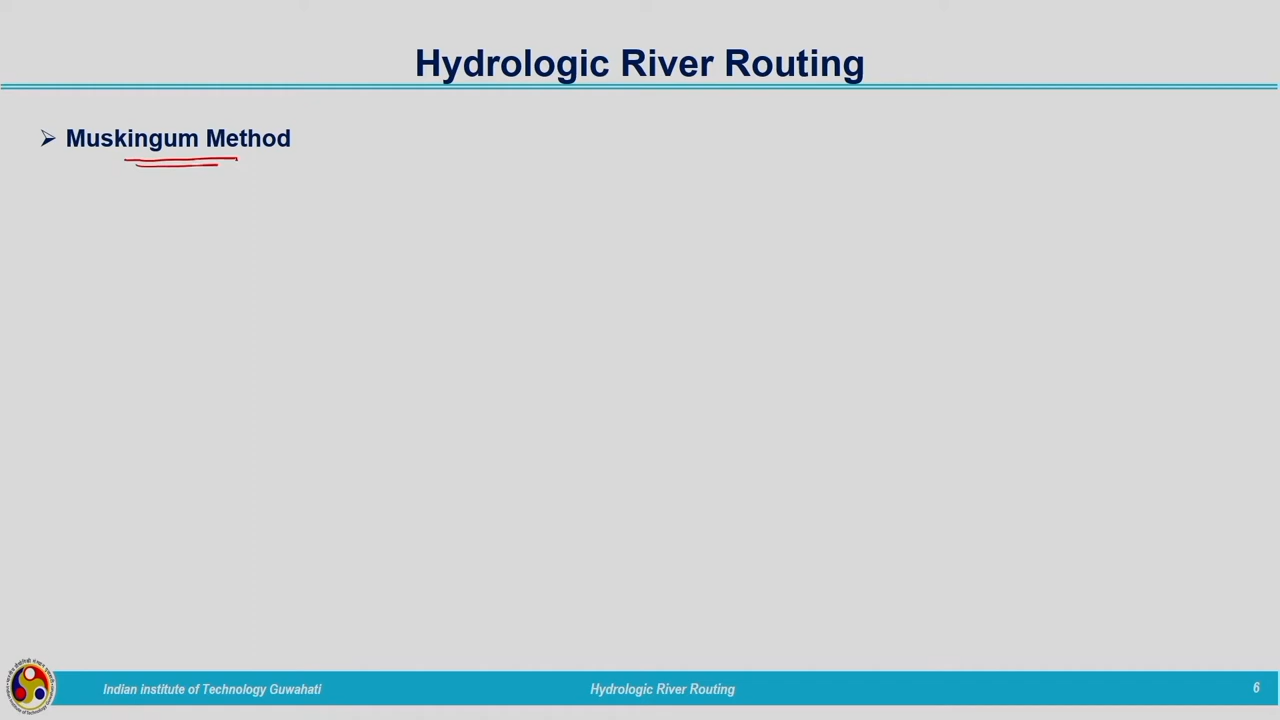 Hydrologic River Routing
➢ Muskingum Method
Indian institute of Technology Guwahati
Hydrologic River Routing
6